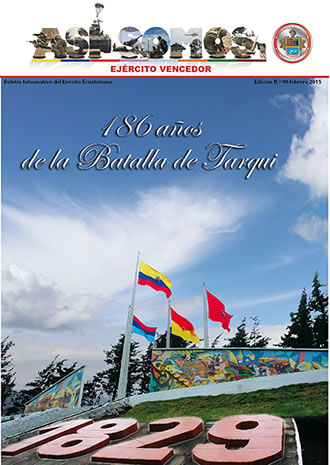 ASÍ SOMOS
EJÉRCITO VENCEDOR
Boletín Informativo del Ejército Ecuatoriano
Edición N.º 90 febrero 2015
186 años
de la Batalla de Tarqui
1829